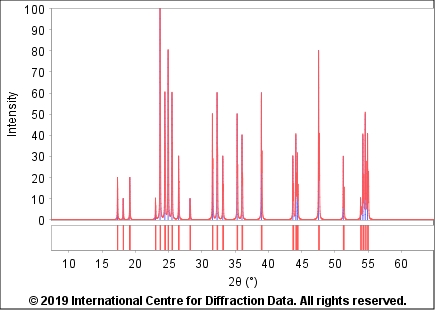 100
90
80
70
60
50
40
30
20
10
0
Intensity
10 15 20 25 30 35 40 45 50 55 60
2θ (°)
© 2019 International Centre for Diffraction Data. All rights reserved.